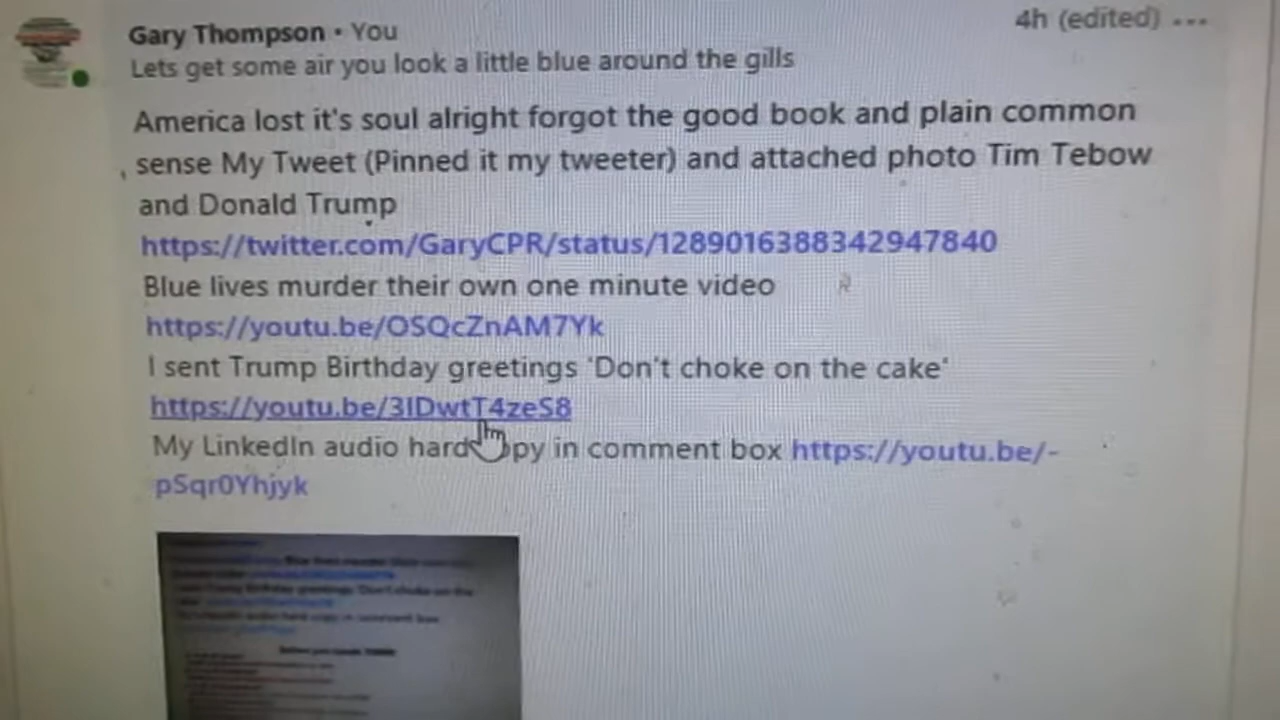 Gary Thompson • You
4h (edited) •••
Lets get some air you look a little blue around the gills
America lost it's soul alright forgot the good book and plain common
sense My Tweet (Pinned it my tweeter) and attached photo Tim Tebow
and Donald Trump
https://twitter.com/GaryCPR/status/1289016388342947840
Blue lives murder their own one minute video
https://youtu.be/OSQcZnAM7Yk
I sent Trump Birthday greetings 'Don't choke on the cake'
https://youtu.be/3IDwtT4zeS8
My LinkedIn audio hard py in comment box https://youtu.be/-
pSqr0Yhjyk